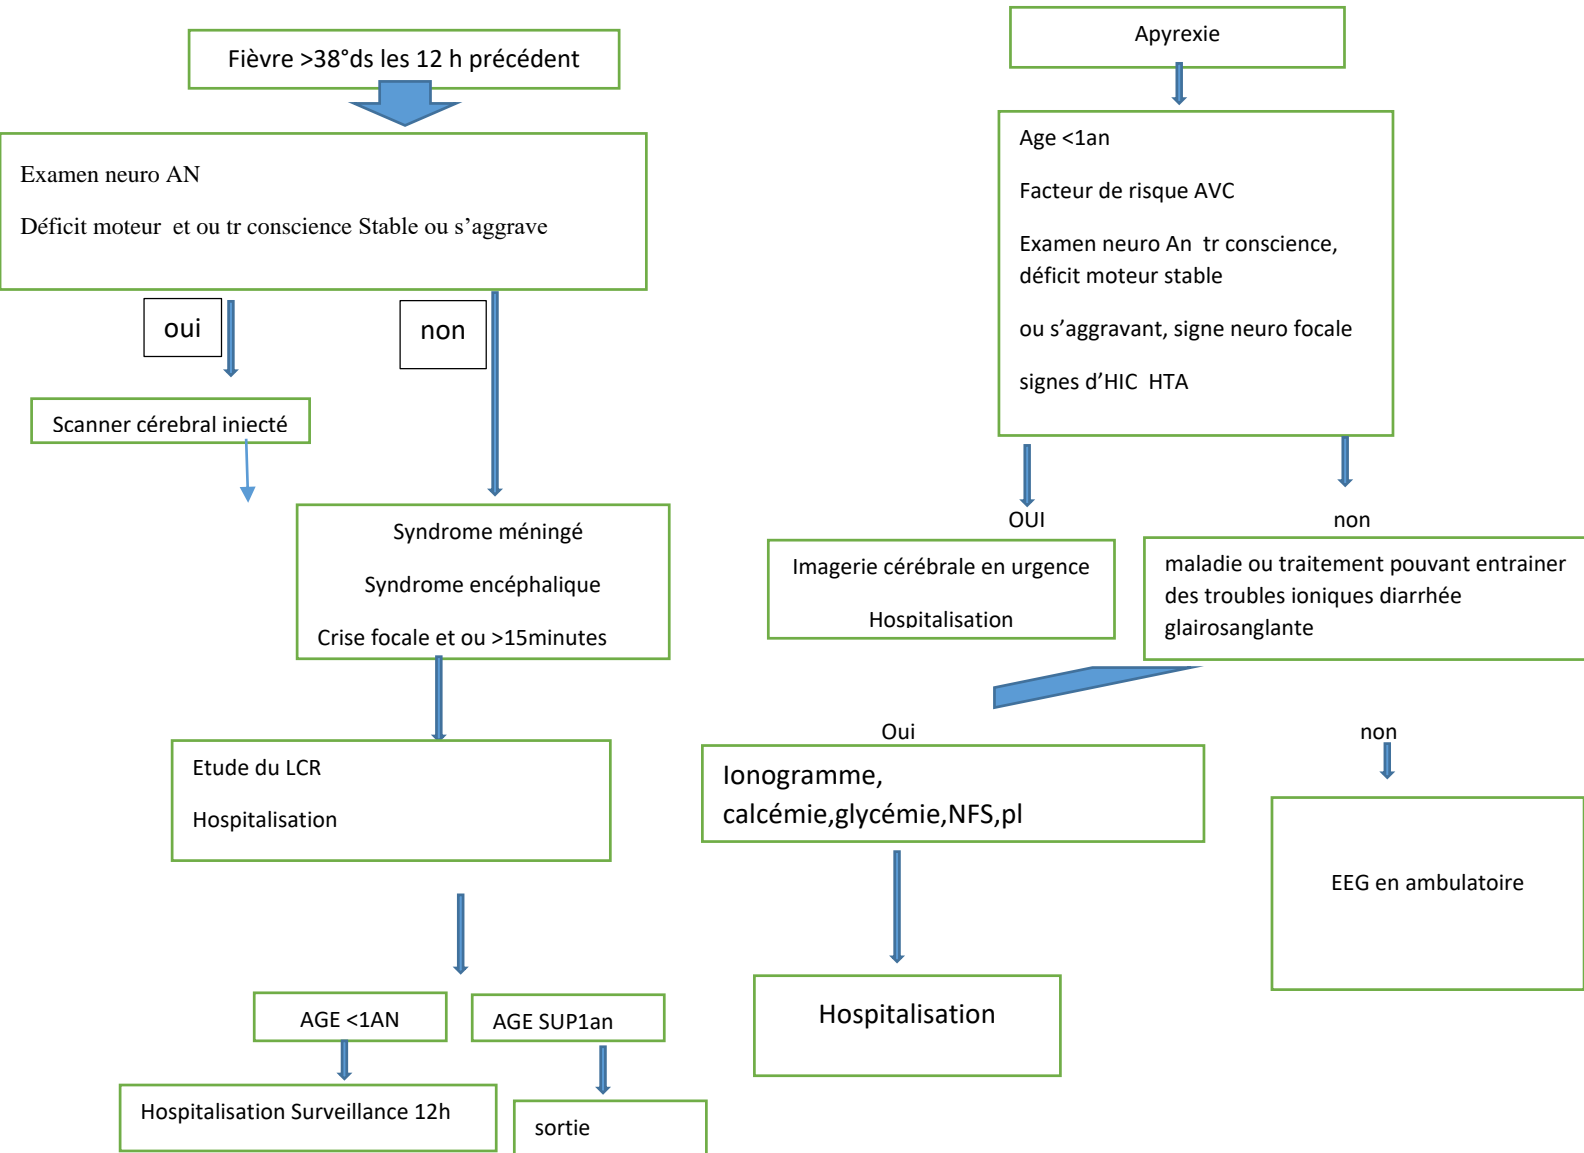 Fièvre >38°ds les 12 h précédent
Examen neuro AN
Déficit moteur et ou tr conscience Stable ou s’aggrave
oui
non
Scanner cérébral iniecté
Syndrome méningé
Syndrome encéphalique
Crise focale et ou >15minutes
Etude du LCR
Hospitalisation
AGE <1AN
AGE SUP1an
Hospitalisation Surveillance 12h
sortie
Apyrexie
Age <1an
Facteur de risque AVC
Examen neuro An tr conscience,
déficit moteur stable
ou s’aggravant, signe neuro focale
signes d’HIC HTA
OUI
non
Imagerie cérébrale en urgence
Hospitalisation
maladie ou traitement pouvant entrainer
des troubles ioniques diarrhée
glairosanglante
Oui
non
Ionogramme,
calcémie,glycémie,NFS,pl
EEG en ambulatoire
Hospitalisation